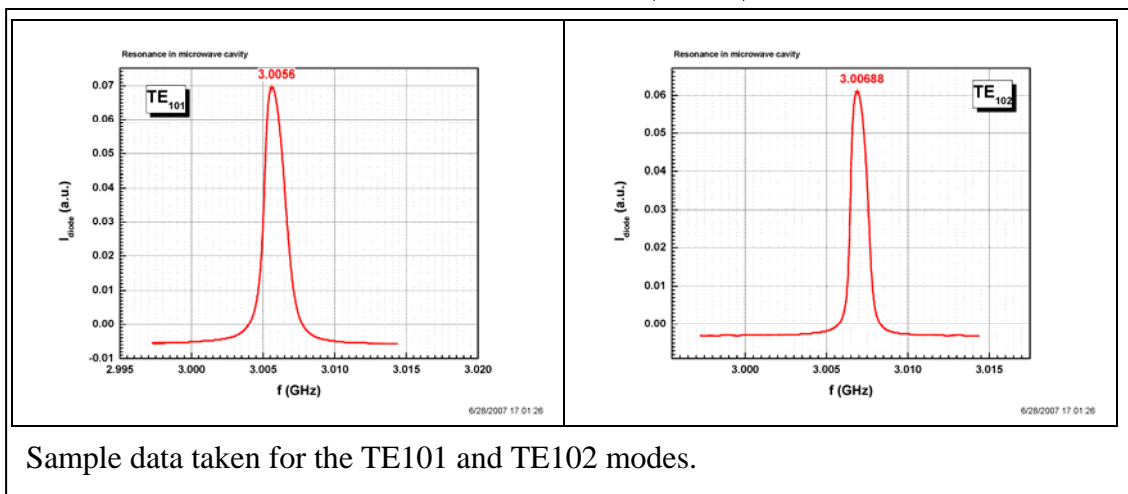 Resonance in microwave cavity
3.0056
TE101
0.07
0.06
0.05
0.04
0.03
0.02
0.01
0.00
-0.01
Idiode (a.u.)
2.995 3.000 3.005 3.010 3.015 3.020
f (GHz)
6/28/2007 17:01:26
Resonance in microwave cavity
3.00688
TE102
0.06
0.05
0.04
0.03
0.02
0.01
0.00
Idiode (a.u.)
3.000 3.005 3.010 3.015
f (GHz)
6/28/2007 17:01:26
Sample data taken for the TE101 and TE102 modes.